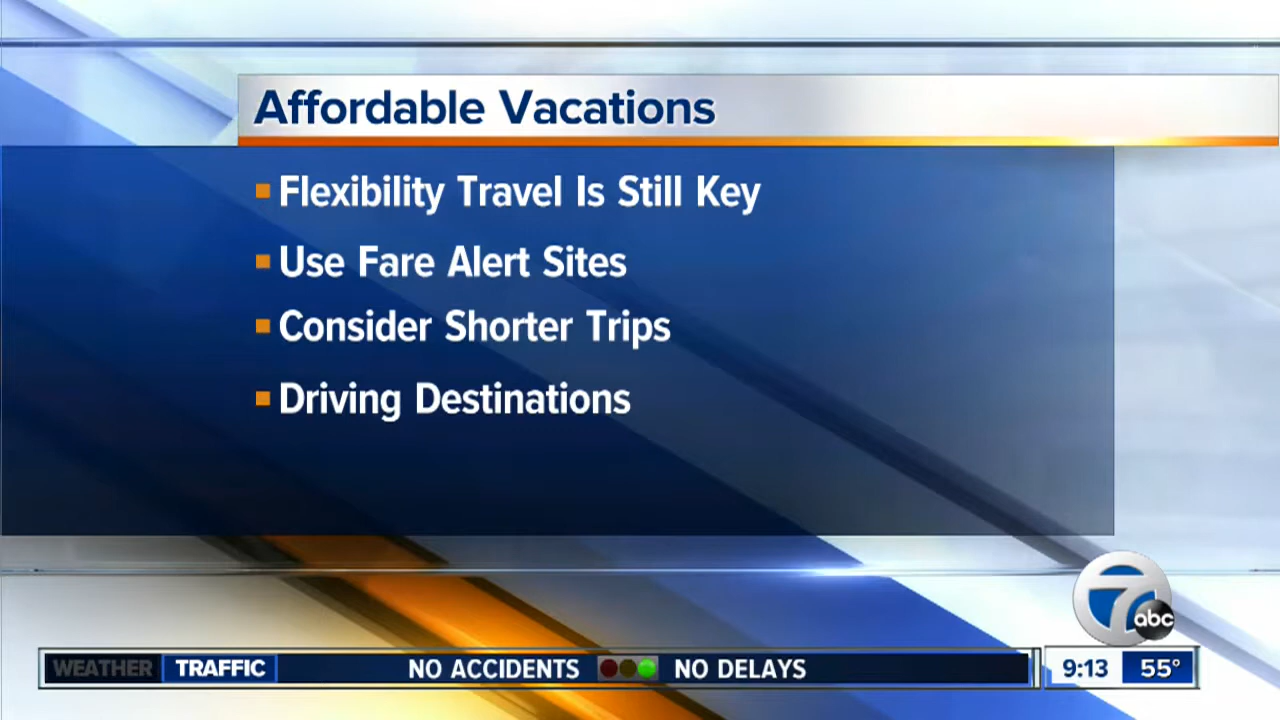 Affordable Vacations
Flexibility Travel Is Still Key
Use Fare Alert Sites
Consider Shorter Trips
Driving Destinations
7 abc
WEATHER TRAFFIC NO ACCIDENTS NO DELAYS 9:13 55°